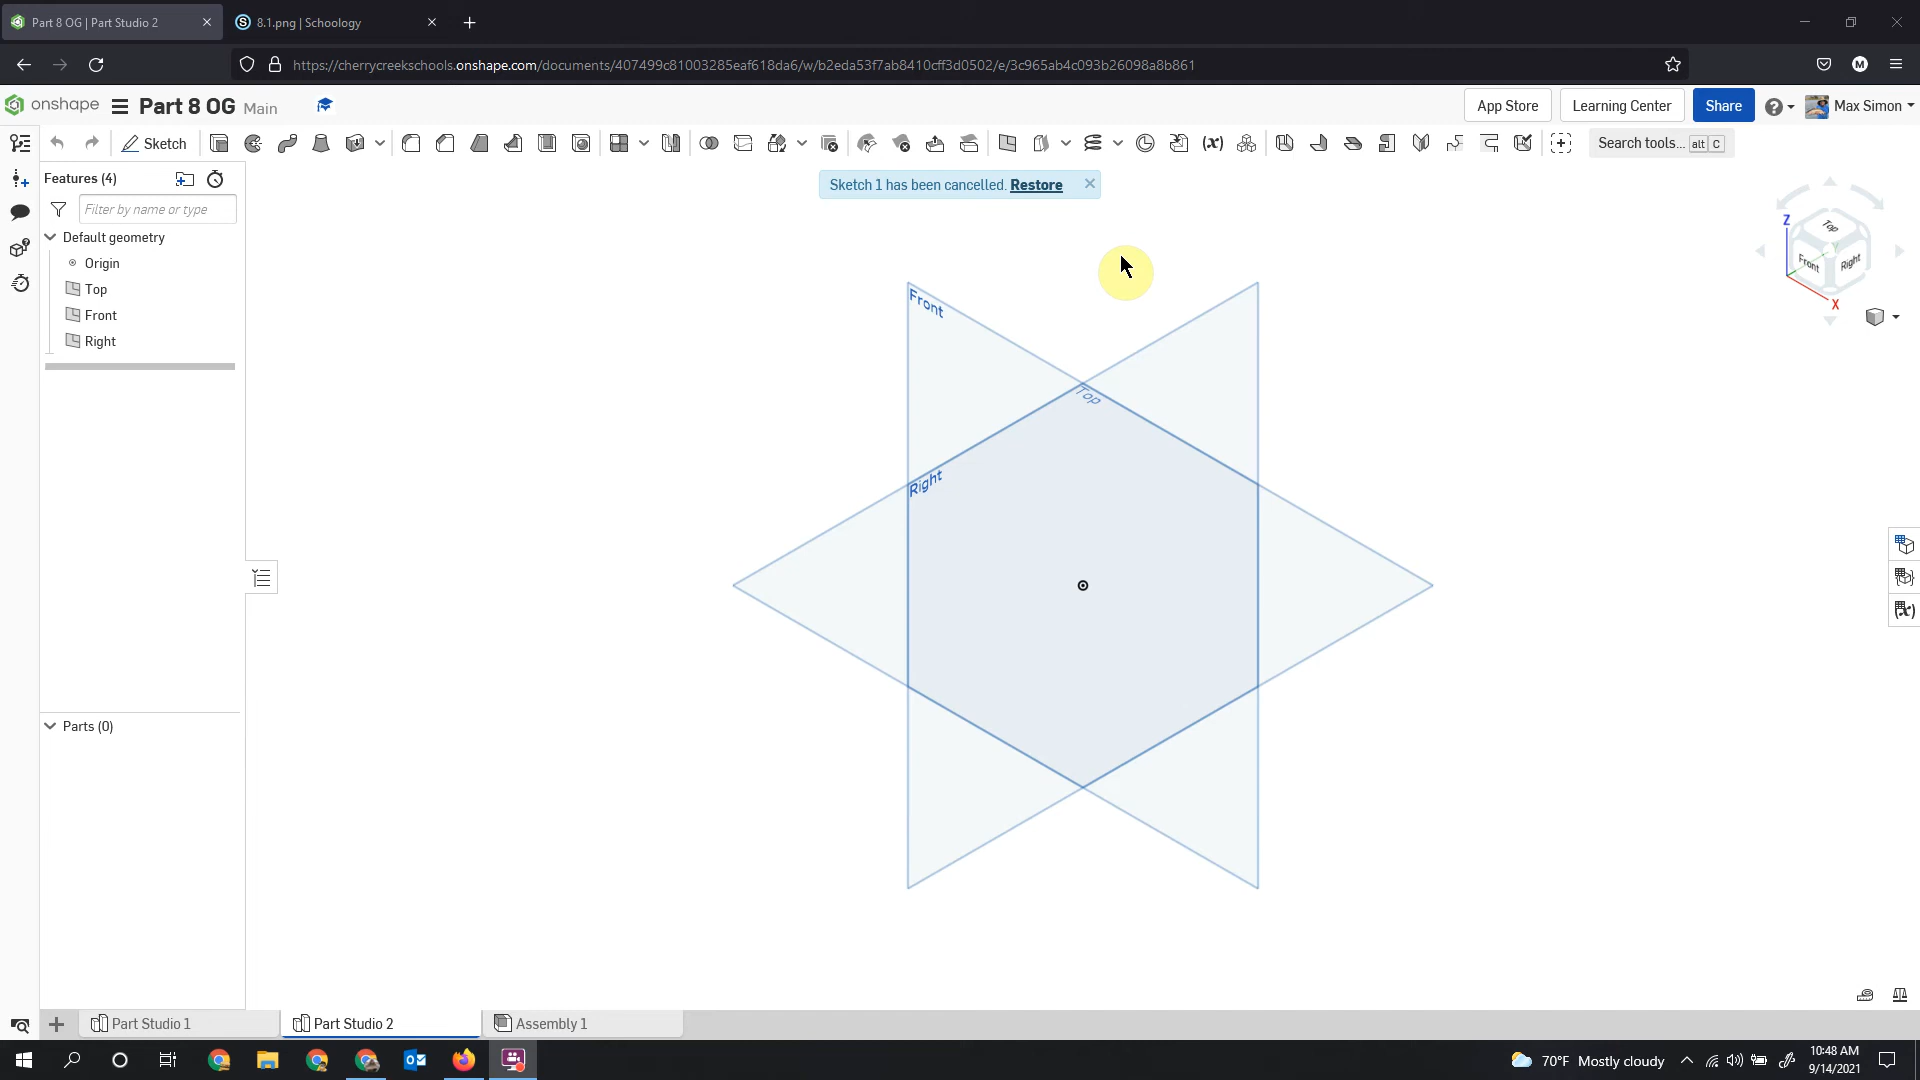 Part 8 OG | Part Studio 2
8.1.png | Schoology
https://cherrycreekschools.onshape.com/documents/407499c81003285eaf618da6/w/b2eda53f7ab8410cff3d0502/e/3c965ab4c093b26098a8b861
M
onshape
Part 8 OG Main
App Store
Learning Center
Share
Max Simon
Sketch
Search tools... alt C
Features (4)
Sketch 1 has been cancelled. Restore
Filter by name or type
Default geometry
Origin
Top
Front
Right
Z
Top
Front
Right
X
Front
Top
Right
Parts (0)
Part Studio 1
Part Studio 2
Assembly 1
70°F Mostly cloudy
10:48 AM
9/14/2021